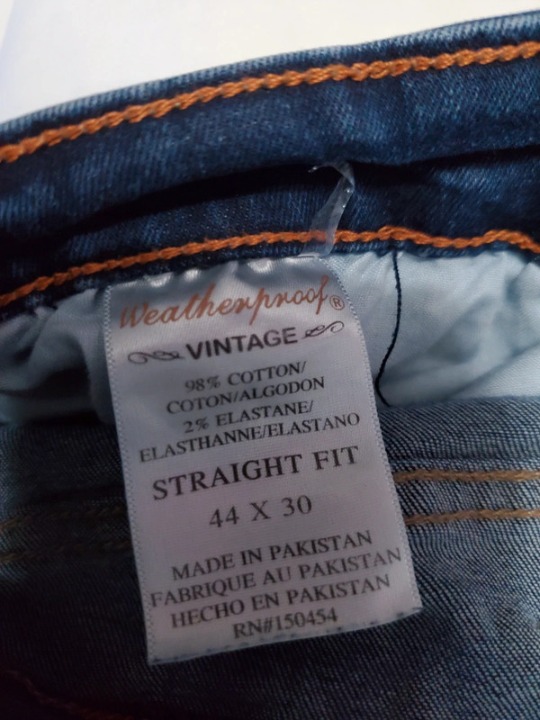 Weatherproof®
VINTAGE
98% COTTON/
COTON/ALGODON
2% ELASTANE/
ELASTHANNE/ELASTANO
STRAIGHT FIT
44 X 30
MADE IN PAKISTAN
FABRIQUE AU PAKISTAN
HECHO EN PAKISTAN
RN#150454